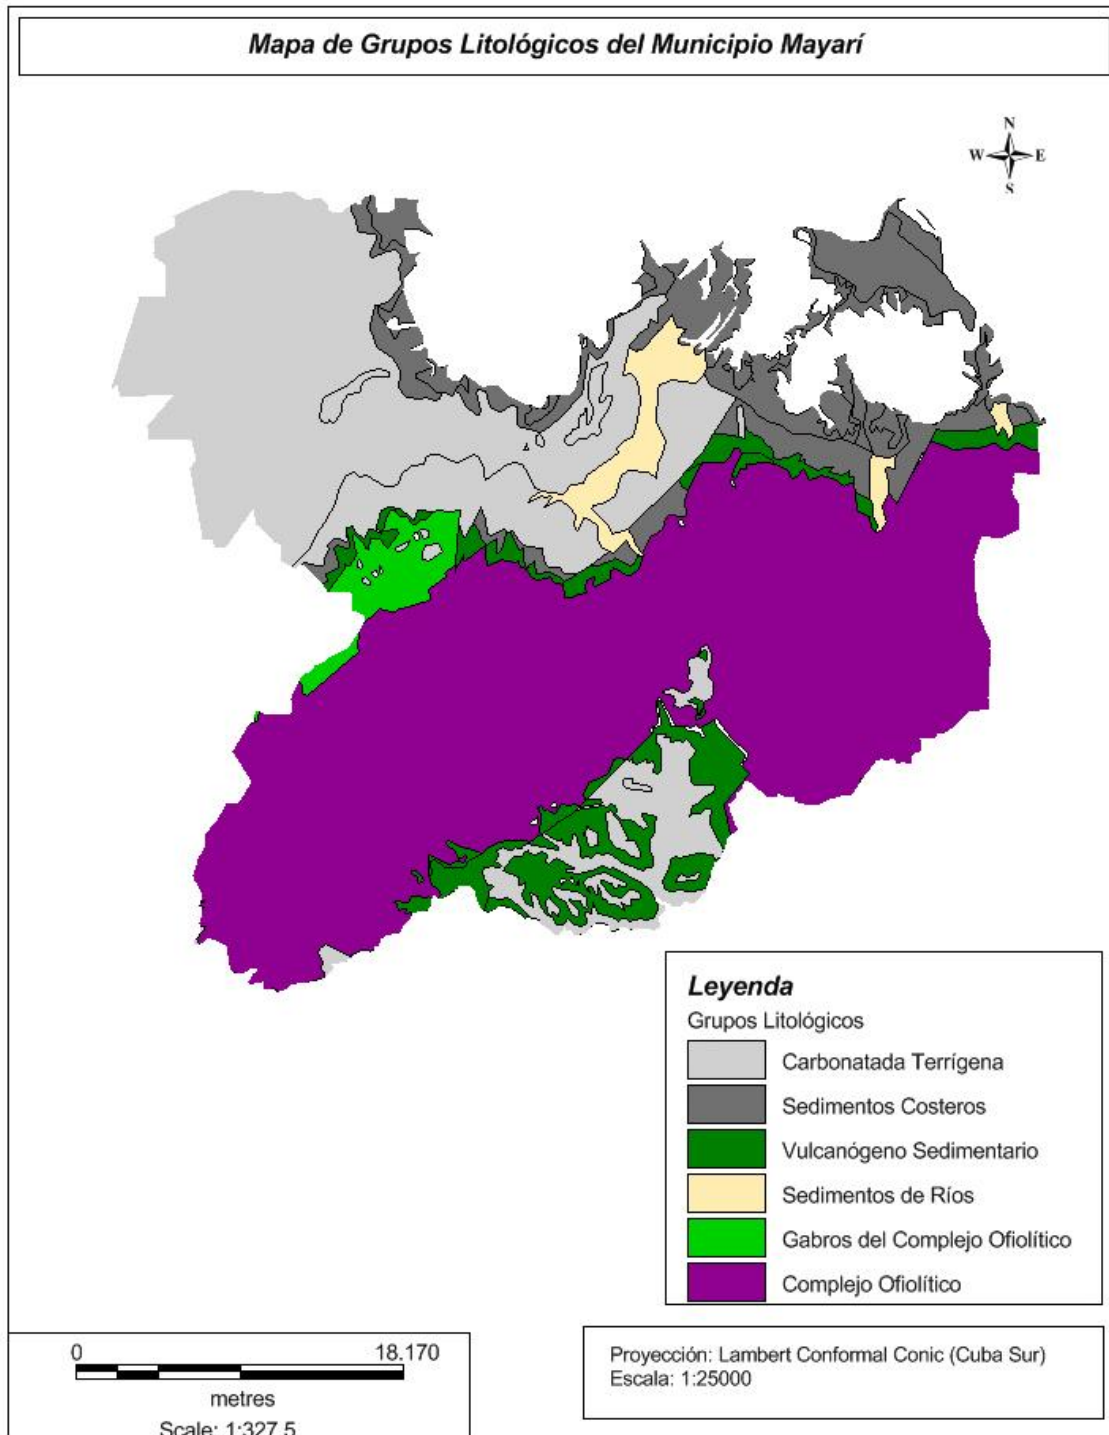 Mapa de Grupos Litológicos del Municipio Mayarí
N
W E
S
Leyenda
Grupos Litológicos
Carbonatada Terrígena
Sedimentos Costeros
Vulcanógeno Sedimentario
Sedimentos de Ríos
Gabros del Complejo Ofiolítico
Complejo Ofiolítico
0 18.170
metres
Scale: 1:327.5
Proyección: Lambert Conformal Conic (Cuba Sur)
Escala: 1:25000